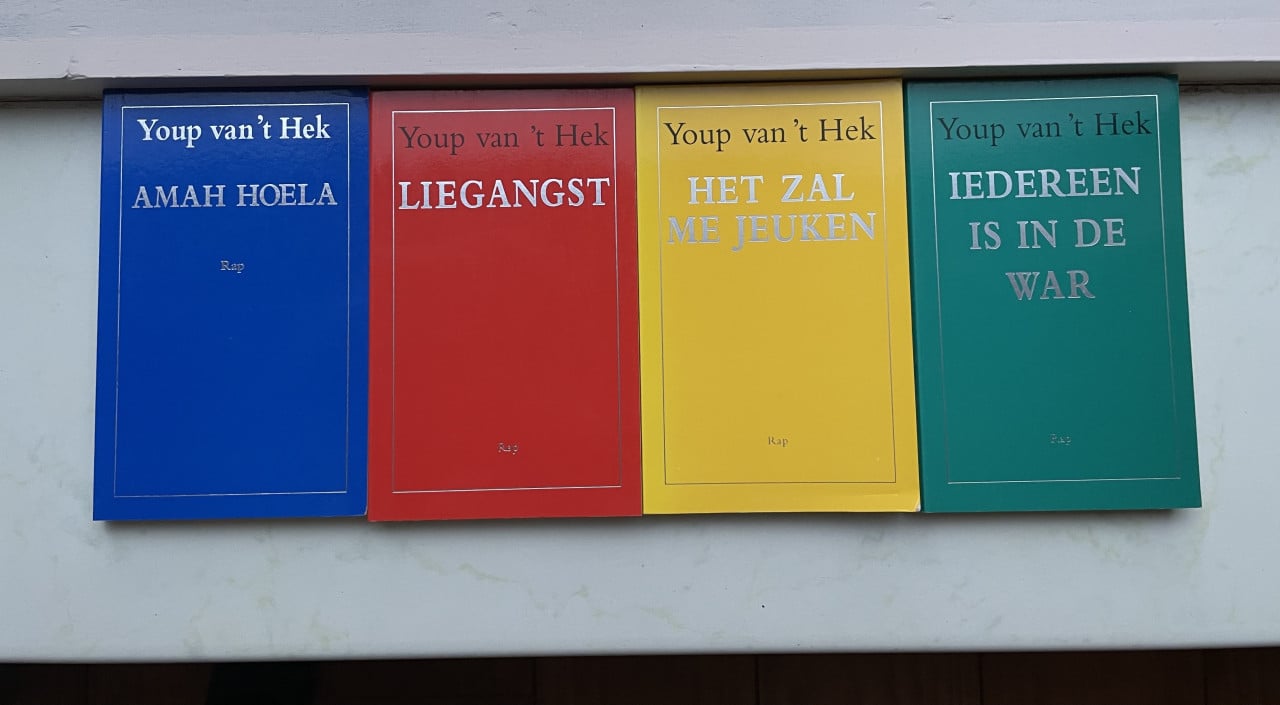 Youp van 't Hek
AMAH HOELA
Rap
Youp van 't Hek
LIEGANGST
Rap
Youp van 't Hek
HET ZAL
ME JEUKEN
Rap
Youp van 't Hek
IEDEREEN
IS IN DE
WAR
Rap